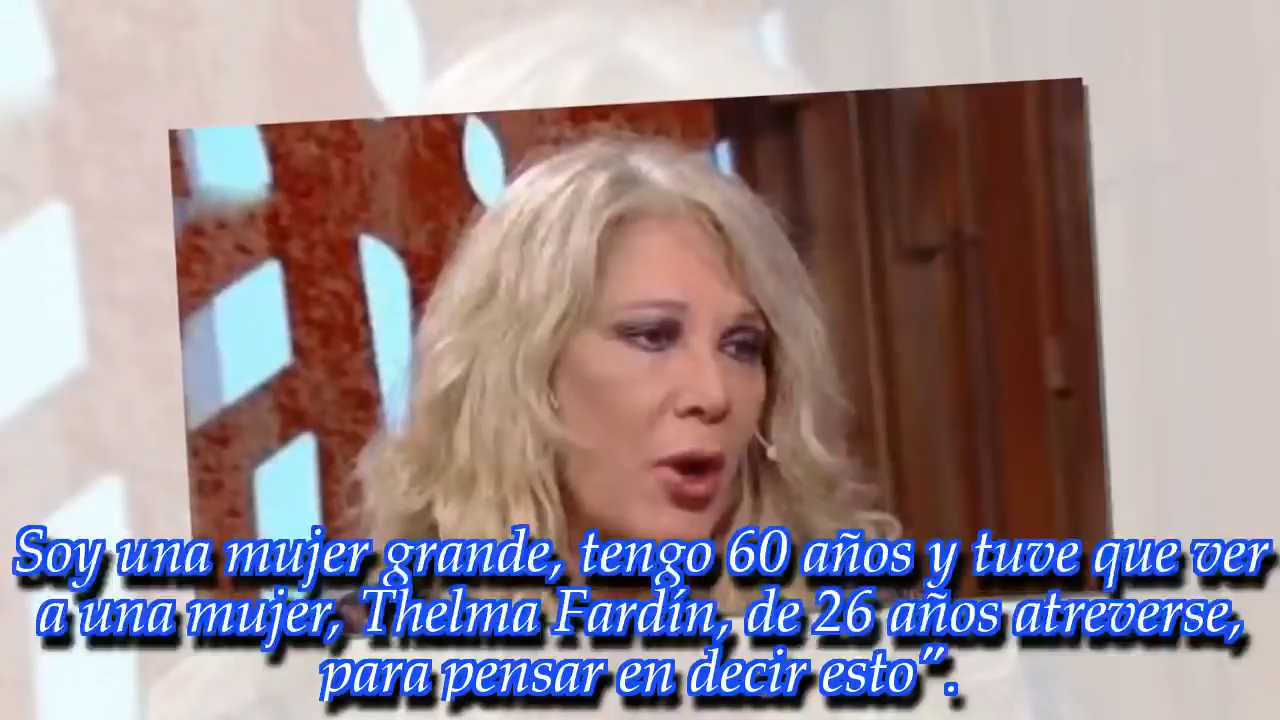 Soy una mujer grande, tengo 60 años y tuve que ver
a una mujer, Thelma Fardín, de 26 años atreverse,
para pensar en decir esto”.